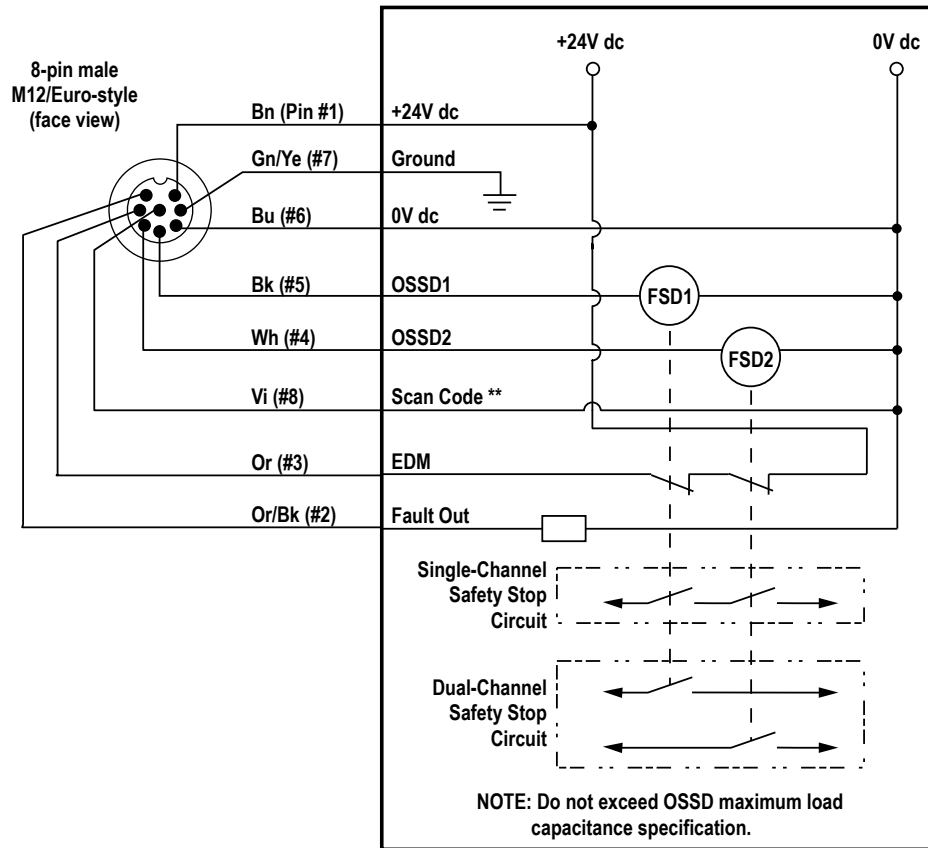 +24V dc
0V dc
8-pin male
M12/Euro-style
(face view)
Bn (Pin #1)
+24V dc
Gn/Ye (#7)
Ground
Bu (#6)
0V dc
Bk (#5)
OSSD1
FSD1
Wh (#4)
OSSD2
FSD2
Vi (#8)
Scan Code **
Or (#3)
EDM
Or/Bk (#2)
Fault Out
Single-Channel
Safety Stop
Circuit
Dual-Channel
Safety Stop
Circuit
NOTE: Do not exceed OSSD maximum load
capacitance specification.